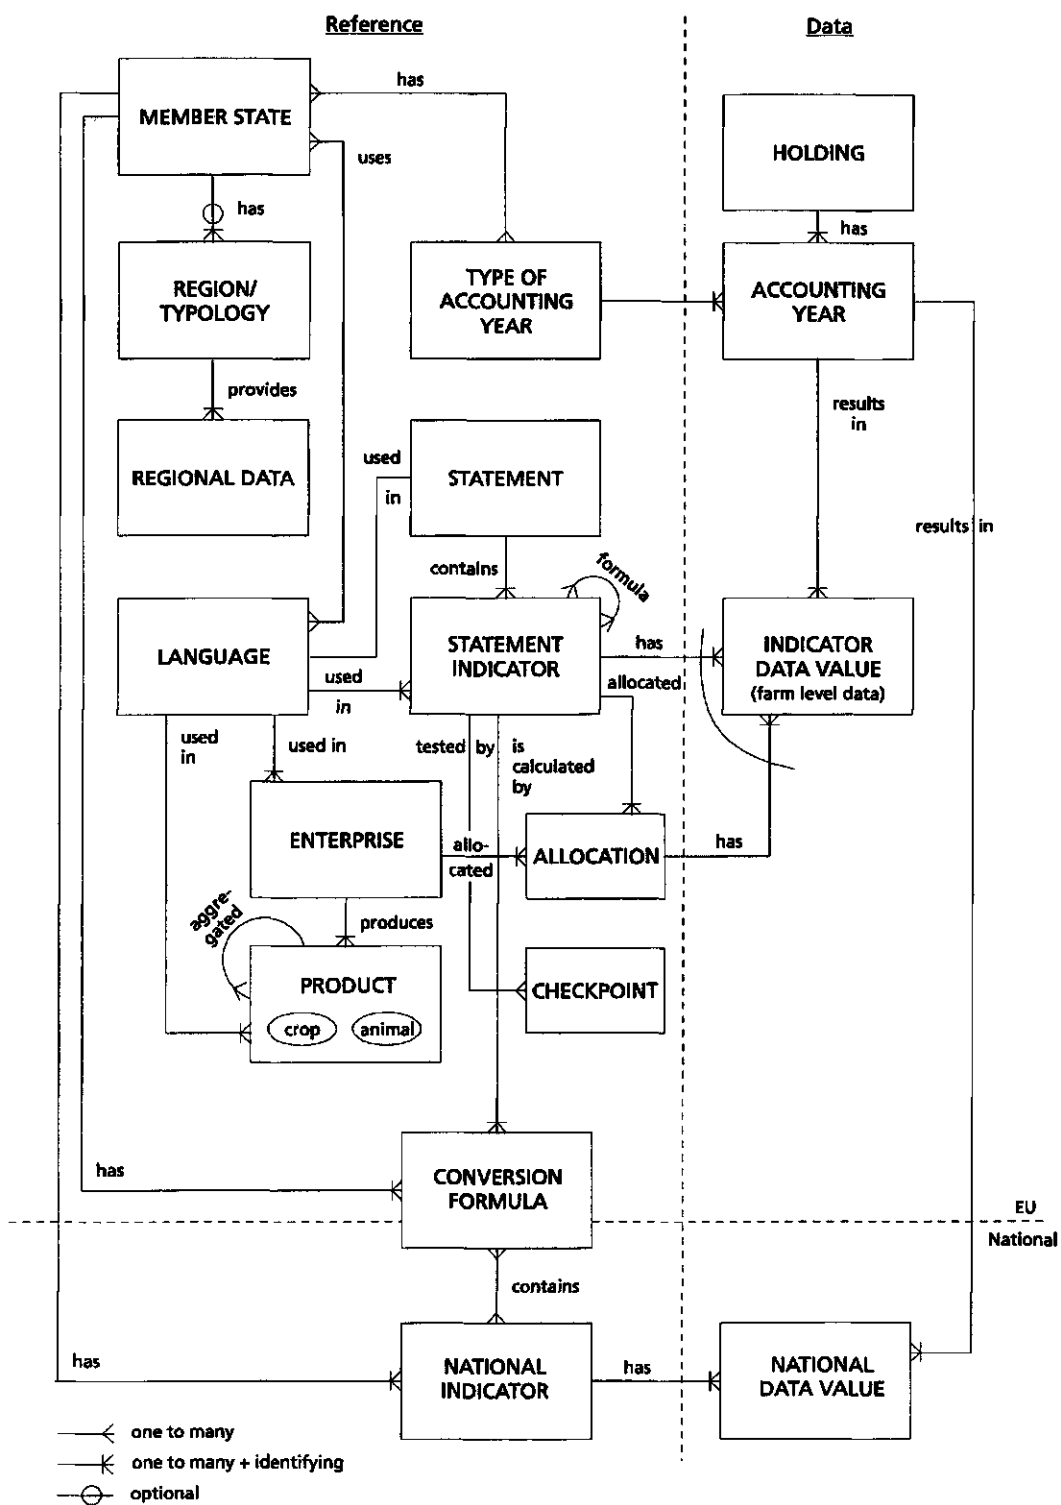 Reference
Data
has
MEMBER STATE
uses
HOLDING
has
has
REGION/
TYPOLOGY
TYPE OF
ACCOUNTING
YEAR
ACCOUNTING
YEAR
provides
results
in
REGIONAL DATA
used
in
STATEMENT
results in
contains
formula
LANGUAGE
STATEMENT
INDICATOR
has
INDICATOR
DATA VALUE
(farm level data)
used
in
allocated
used
in
used in
tested by
is
calculated
by
ENTERPRISE
allo-
cated
ALLOCATION
has
aggre-
gated
produces
PRODUCT
crop
animal
CHECKPOINT
has
CONVERSION
FORMULA
EU
National
contains
has
NATIONAL
INDICATOR
has
NATIONAL
DATA VALUE
one to many
one to many + identifying
optional